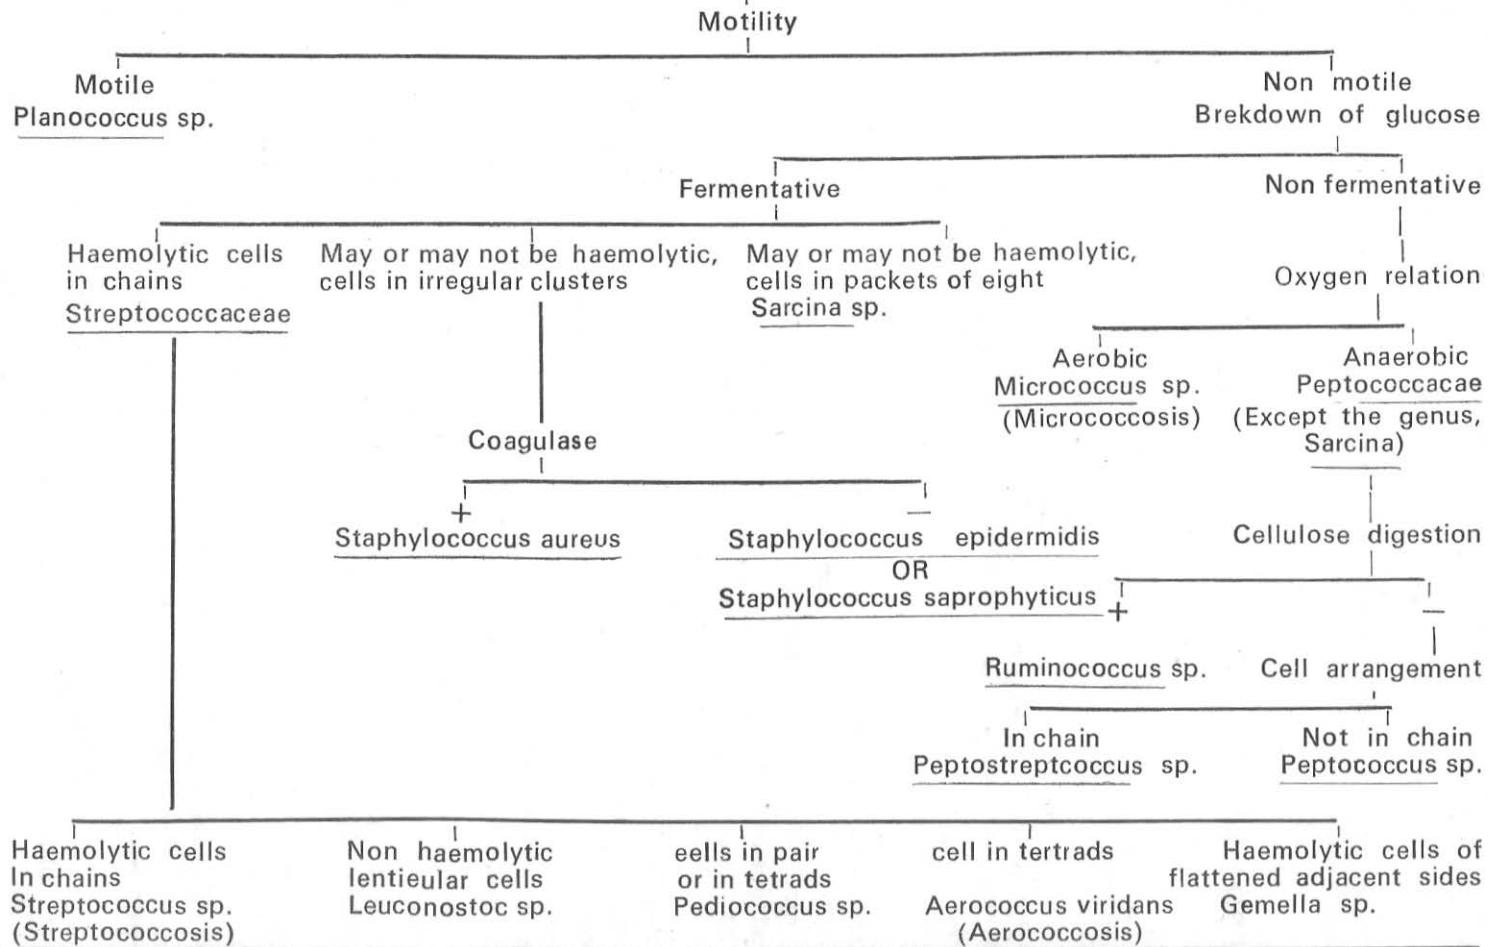 Motility
Motile
Planococcus sp.
Non motile
Brekdown of glucose
Fermentative
Non fermentative
Haemolytic cells
in chains
Streptococcaceae
May or may not be haemolytic,
cells in irregular clusters
May or may not be haemolytic,
cells in packets of eight
Sarcina sp.
Oxygen relation
Aerobic
Micrococcus sp.
(Micrococcosis)
Anaerobic
Peptococcacae
(Except the genus,
Sarcina)
Coagulase
+
Staphylococcus aureus
—
Staphylococcus epidermidis
OR
Staphylococcus saprophyticus
Cellulose digestion
+
Ruminococcus sp.
—
Cell arrangement
In chain
Peptostreptcoccus sp.
Not in chain
Peptococcus sp.
Haemolytic cells
In chains
Streptococcus sp.
(Streptococcosis)
Non haemolytic
lentieular cells
Leuconostoc sp.
eells in pair
or in tetrads
Pediococcus sp.
cell in tertrads
Aerococcus viridans
(Aerococcosis)
Haemolytic cells of
flattened adjacent sides
Gemella sp.